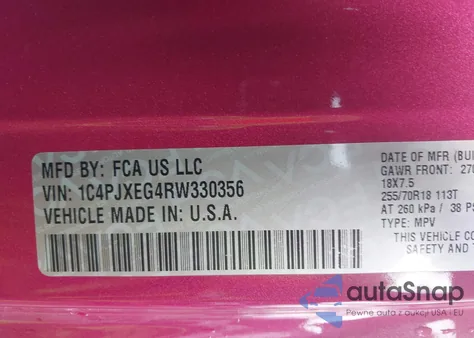 MFD BY: FCA US LLC
VIN: 1C4PJXEG4RW330356
VEHICLE MADE IN: U.S.A.
DATE OF MFR (BU
GAWR FRONT: 270
18X7.5
255/70R18 113T
AT 260 kPa / 38 PS
TYPE: MPV
THIS VEHICLE CO
SAFETY AND T
autoSnap
Pewne auta z aukcji USA i EU